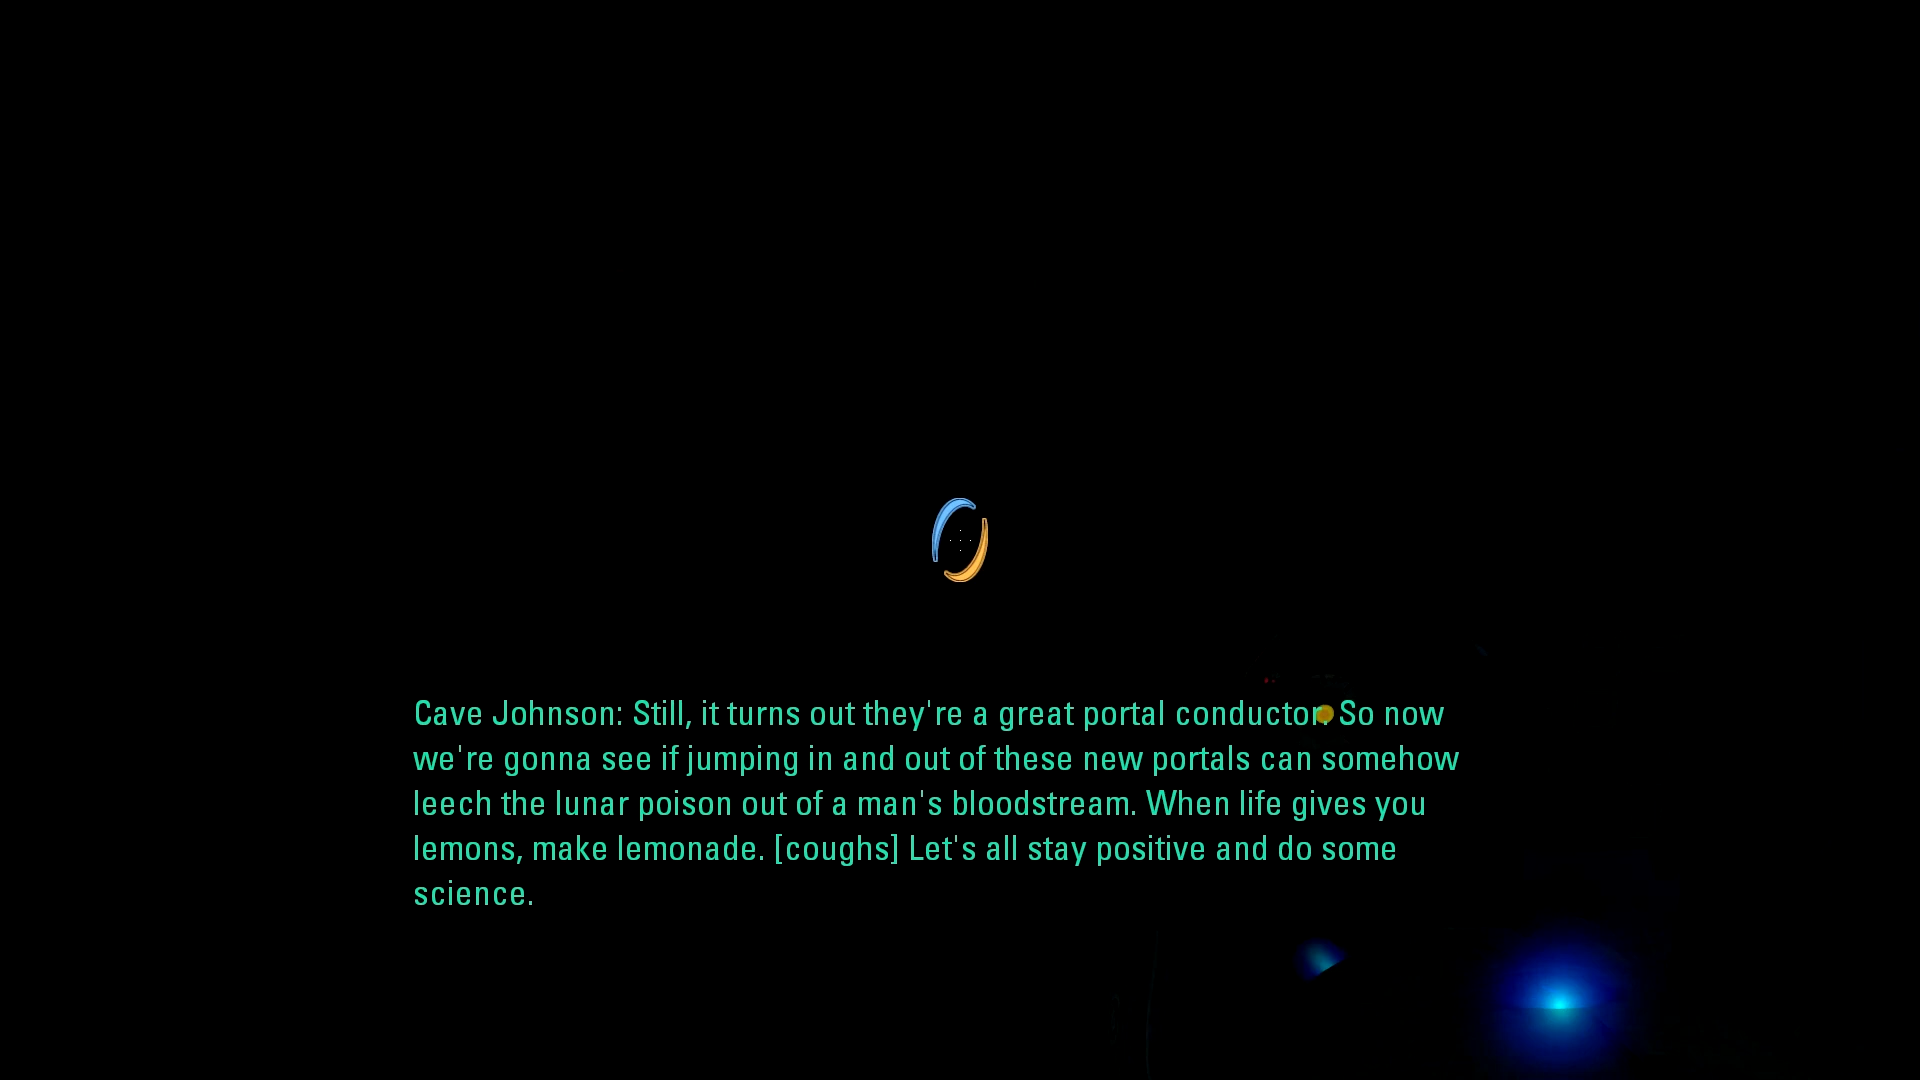 Cave Johnson: Still, it turns out they're a great portal conductor. So now
we're gonna see if jumping in and out of these new portals can somehow
leech the lunar poison out of a man's bloodstream. When life gives you
lemons, make lemonade. [coughs] Let's all stay positive and do some
science.